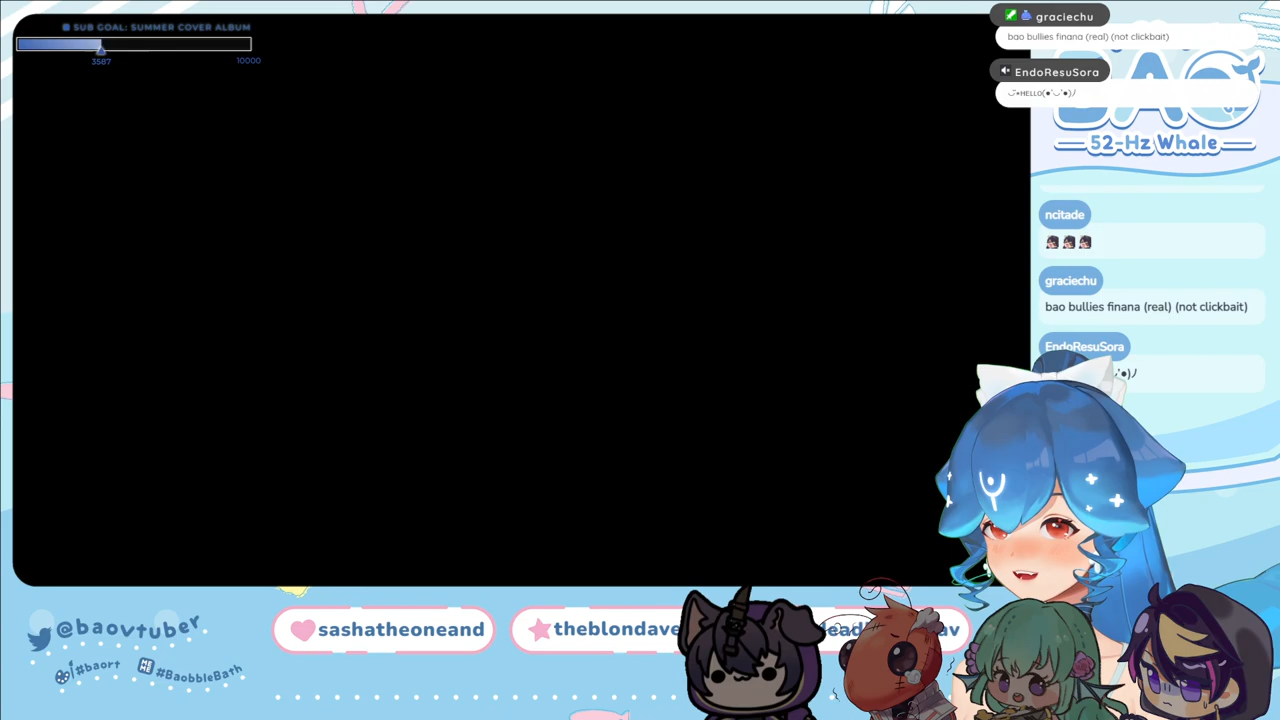 SUB GOAL: SUMMER COVER ALBUM
3587
10000
graciechu
bao bullies finana (real) (not clickbait)
EndoResuSora
BAO
52-Hz Whale
ncitade
graciechu
bao bullies finana (real) (not clickbait)
EndoResuSora
@baovtuber
#baort
#BaobbleBath
sashatheoneand